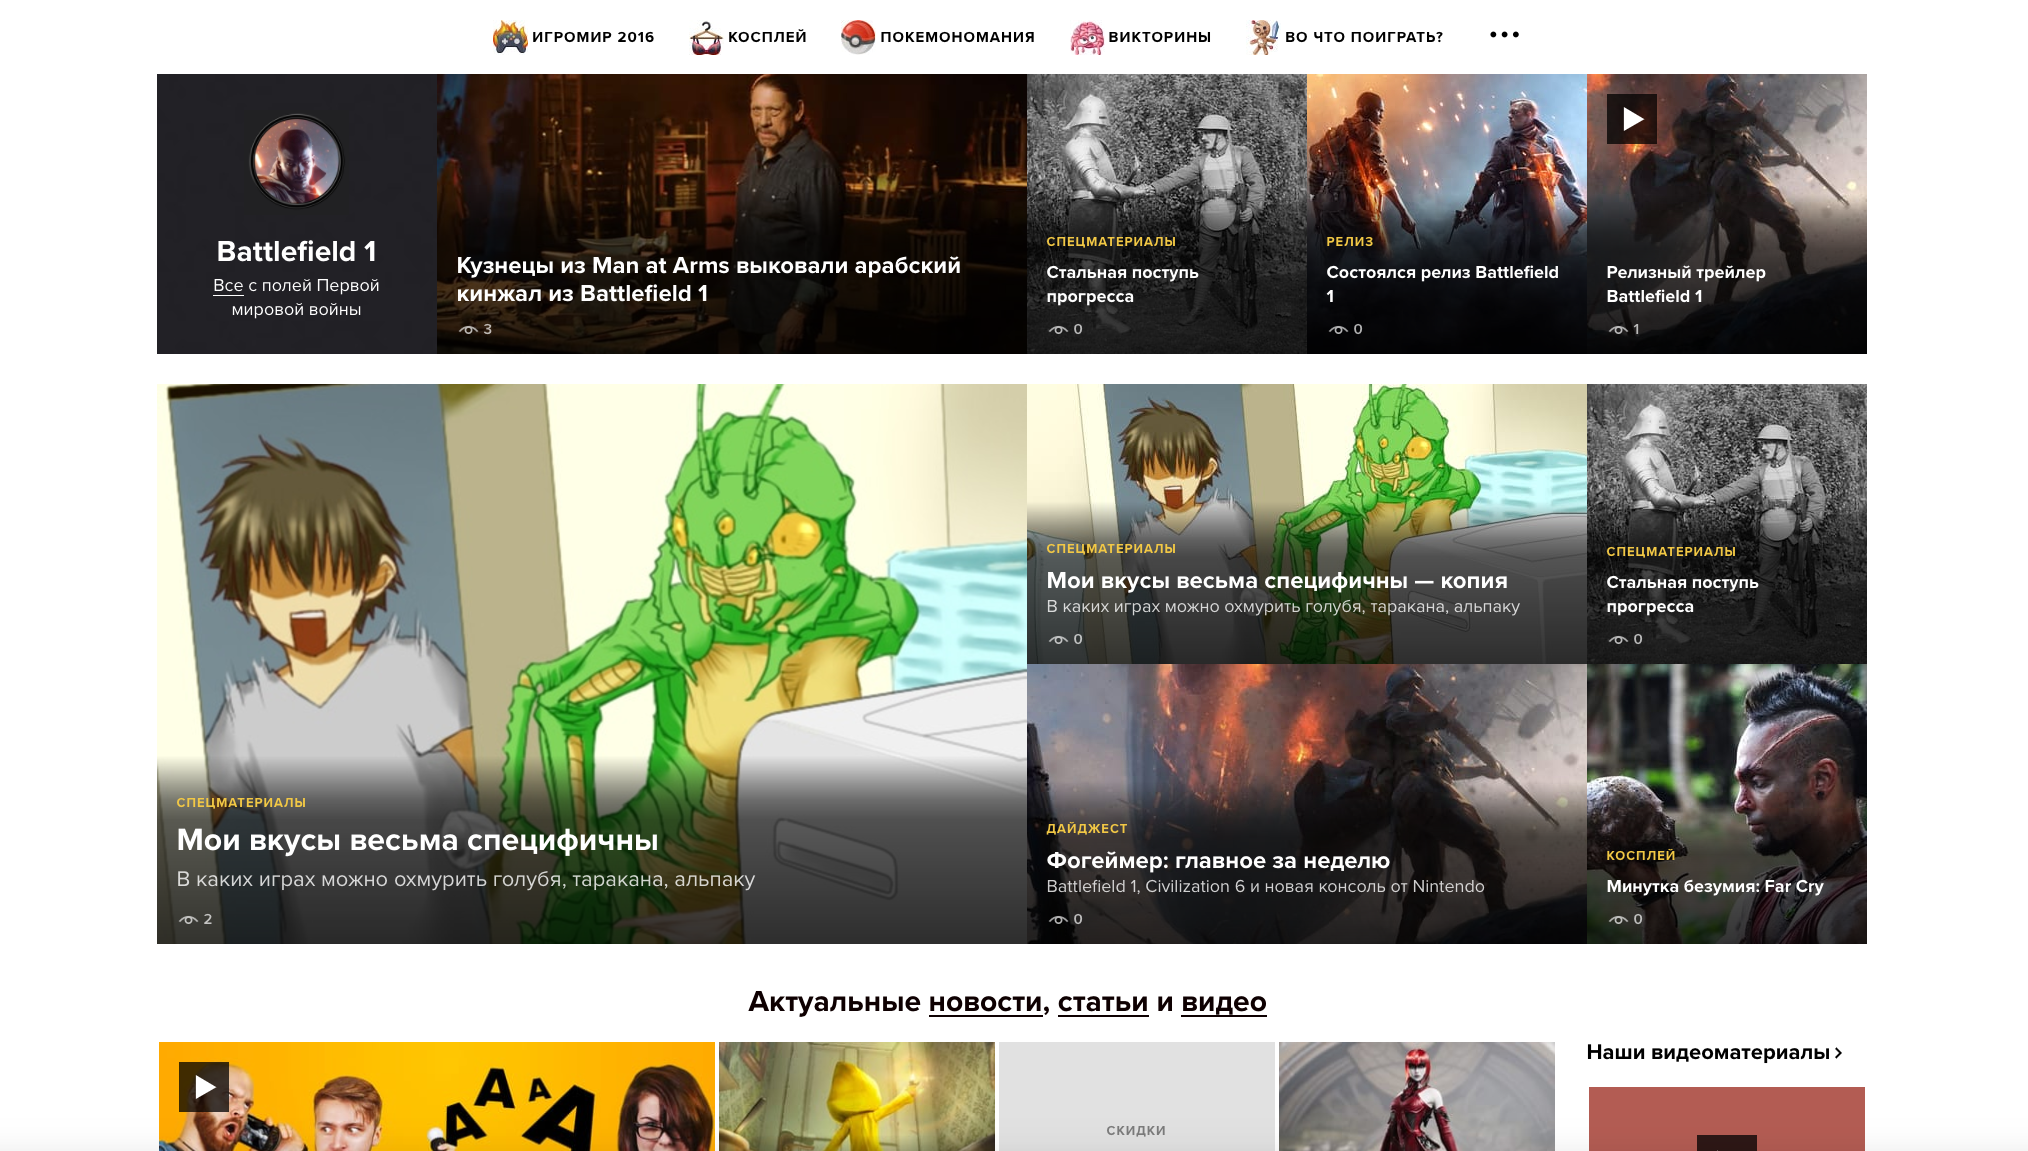 ИГРОМИР 2016
КОСПЛЕЙ
ПОКЕМОНОМАНИЯ
ВИКТОРИНЫ
ВО ЧТО ПОИГРАТЬ?
Battlefield 1
Все с полей Первой
мировой войны
Кузнецы из Man at Arms выковали арабский
кинжал из Battlefield 1
3
СПЕЦМАТЕРИАЛЫ
Стальная поступь
прогресса
0
РЕЛИЗ
Состоялся релиз Battlefield
1
0
Релизный трейлер
Battlefield 1
1
СПЕЦМАТЕРИАЛЫ
Мои вкусы весьма специфичны
В каких играх можно охмурить голубя, таракана, альпаку
2
СПЕЦМАТЕРИАЛЫ
Мои вкусы весьма специфичны — копия
В каких играх можно охмурить голубя, таракана, альпаку
0
СПЕЦМАТЕРИАЛЫ
Стальная поступь
прогресса
0
ДАЙДЖЕСТ
Фогеймер: главное за неделю
Battlefield 1, Civilization 6 и новая консоль от Nintendo
0
КОСПЛЕЙ
Минутка безумия: Far Cry
0
Актуальные новости, статьи и видео
A A A A
СКИДКИ
Наши видеоматериалы ›